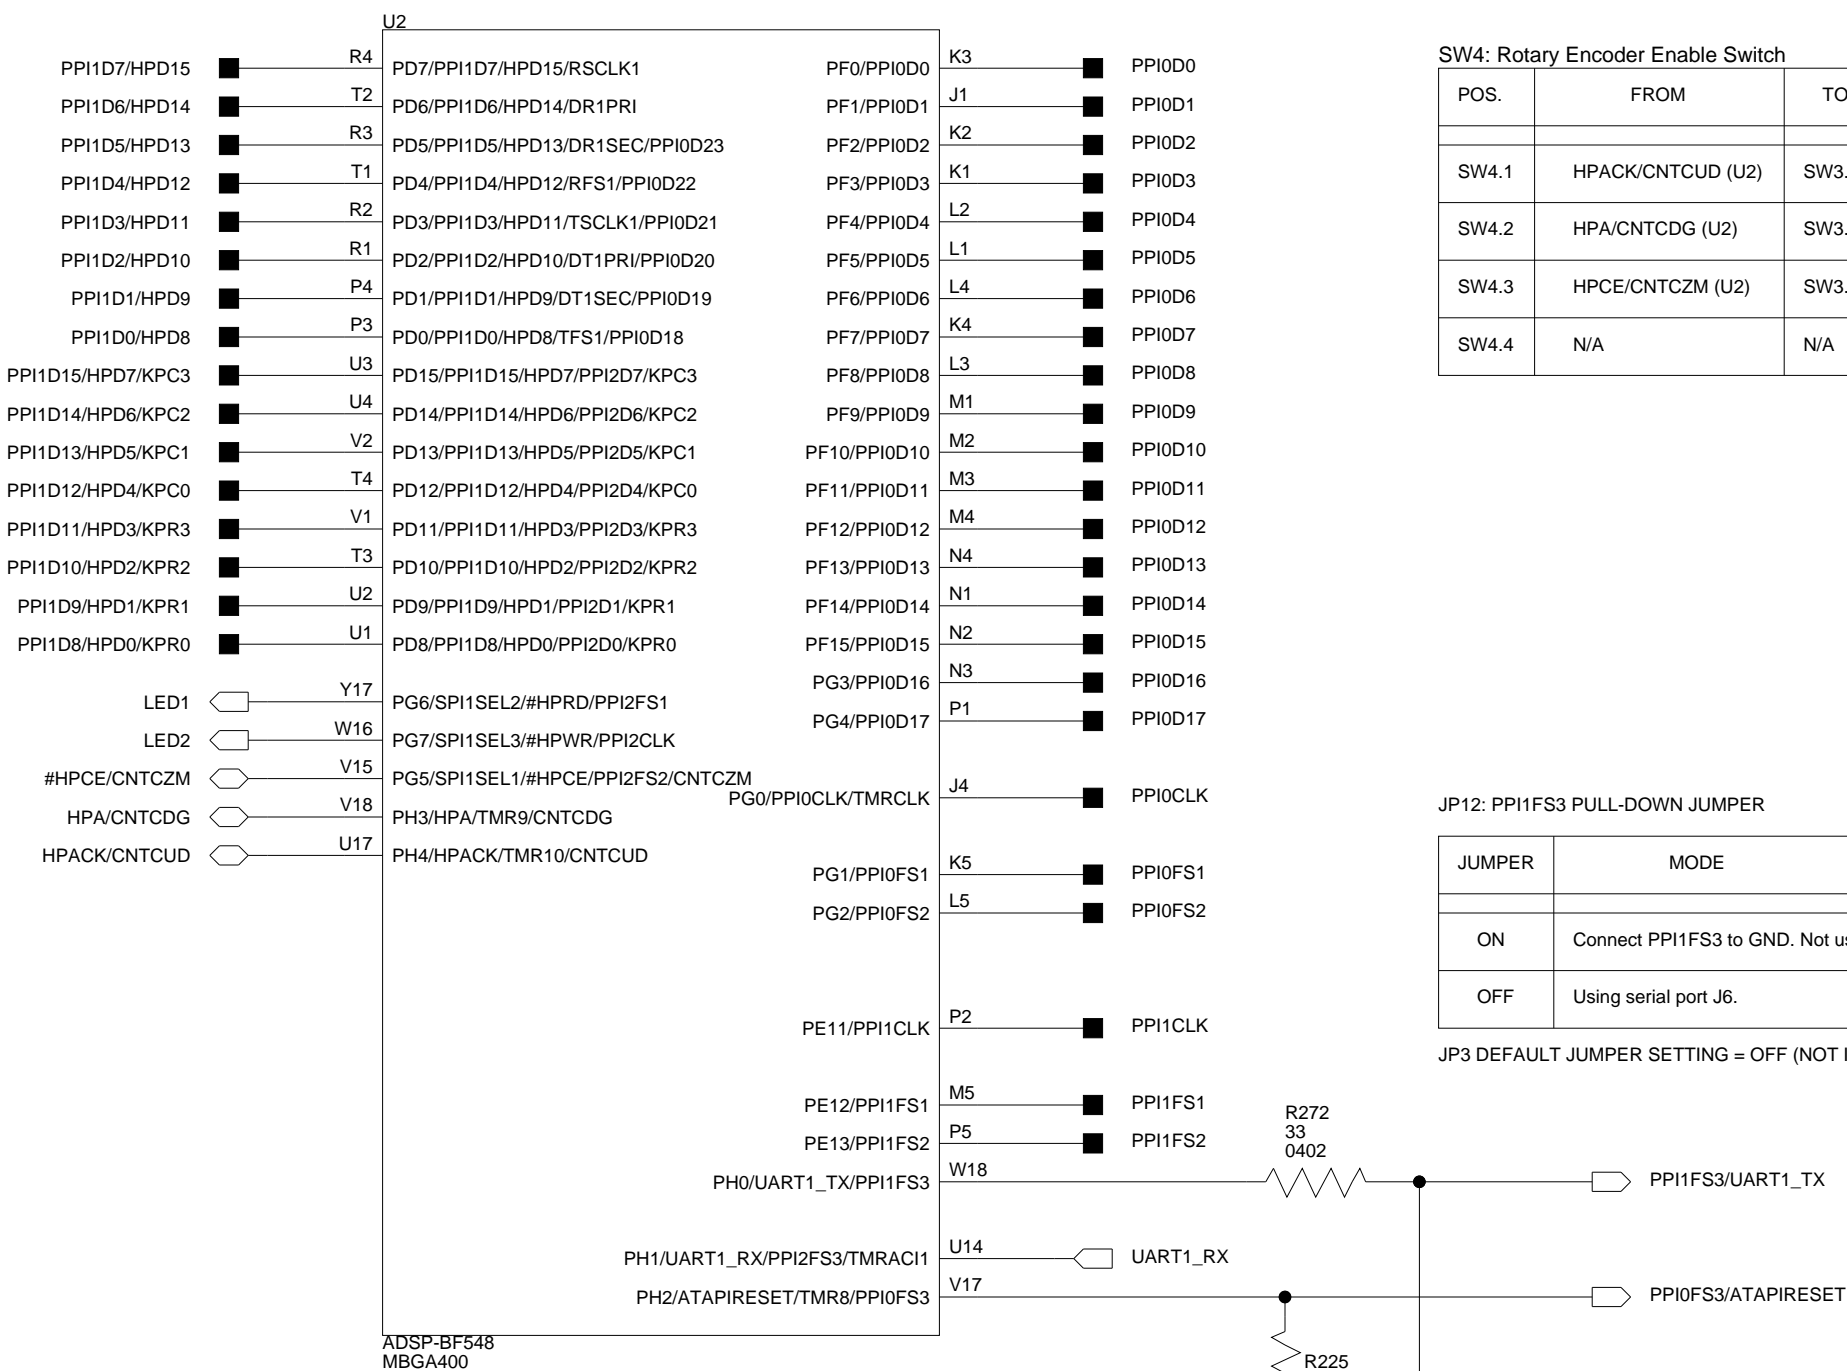 U2
PPI1D7/HPD15 R4 PD7/PPI1D7/HPD15/RSCLK1
PPI1D6/HPD14 T2 PD6/PPI1D6/HPD14/DR1PRI
PPI1D5/HPD13 R3 PD5/PPI1D5/HPD13/DR1SEC/PPI0D23
PPI1D4/HPD12 T1 PD4/PPI1D4/HPD12/RFS1/PPI0D22
PPI1D3/HPD11 R2 PD3/PPI1D3/HPD11/TSCLK1/PPI0D21
PPI1D2/HPD10 R1 PD2/PPI1D2/HPD10/DT1PRI/PPI0D20
PPI1D1/HPD9 P4 PD1/PPI1D1/HPD9/DT1SEC/PPI0D19
PPI1D0/HPD8 P3 PD0/PPI1D0/HPD8/TFS1/PPI0D18
PPI1D15/HPD7/KPC3 U3 PD15/PPI1D15/HPD7/PPI2D7/KPC3
PPI1D14/HPD6/KPC2 U4 PD14/PPI1D14/HPD6/PPI2D6/KPC2
PPI1D13/HPD5/KPC1 V2 PD13/PPI1D13/HPD5/PPI2D5/KPC1
PPI1D12/HPD4/KPC0 T4 PD12/PPI1D12/HPD4/PPI2D4/KPC0
PPI1D11/HPD3/KPR3 V1 PD11/PPI1D11/HPD3/PPI2D3/KPR3
PPI1D10/HPD2/KPR2 T3 PD10/PPI1D10/HPD2/PPI2D2/KPR2
PPI1D9/HPD1/KPR1 U2 PD9/PPI1D9/HPD1/PPI2D1/KPR1
PPI1D8/HPD0/KPR0 U1 PD8/PPI1D8/HPD0/PPI2D0/KPR0
LED1 Y17 PG6/SPI1SEL2/#HPRD/PPI2FS1
LED2 W16 PG7/SPI1SEL3/#HPWR/PPI2CLK
#HPCE/CNTCZM V15 PG5/SPI1SEL1/#HPCE/PPI2FS2/CNTCZM
HPA/CNTCDG V18 PH3/HPA/TMR9/CNTCDG
HPACK/CNTCUD U17 PH4/HPACK/TMR10/CNTCUD
PF0/PPI0D0 K3 PPI0D0
PF1/PPI0D1 J1 PPI0D1
PF2/PPI0D2 K2 PPI0D2
PF3/PPI0D3 K1 PPI0D3
PF4/PPI0D4 L2 PPI0D4
PF5/PPI0D5 L1 PPI0D5
PF6/PPI0D6 L4 PPI0D6
PF7/PPI0D7 K4 PPI0D7
PF8/PPI0D8 L3 PPI0D8
PF9/PPI0D9 M1 PPI0D9
PF10/PPI0D10 M2 PPI0D10
PF11/PPI0D11 M3 PPI0D11
PF12/PPI0D12 M4 PPI0D12
PF13/PPI0D13 N4 PPI0D13
PF14/PPI0D14 N1 PPI0D14
PF15/PPI0D15 N2 PPI0D15
PG3/PPI0D16 N3 PPI0D16
PG4/PPI0D17 P1 PPI0D17
PG0/PPI0CLK/TMRCLK J4 PPI0CLK
PG1/PPI0FS1 K5 PPI0FS1
PG2/PPI0FS2 L5 PPI0FS2
PE11/PPI1CLK P2 PPI1CLK
PE12/PPI1FS1 M5 PPI1FS1
PE13/PPI1FS2 P5 PPI1FS2
PH0/UART1_TX/PPI1FS3 W18
R272
33
0402
PPI1FS3/UART1_TX
PH1/UART1_RX/PPI2FS3/TMRACI1 U14 UART1_RX
PH2/ATAPIRESET/TMR8/PPI0FS3 V17 PPI0FS3/ATAPIRESET
R225
ADSP-BF548
MBGA400
SW4: Rotary Encoder Enable Switch
POS. FROM TO
SW4.1 HPACK/CNTCUD (U2) SW3.
SW4.2 HPA/CNTCDG (U2) SW3.
SW4.3 HPCE/CNTCZM (U2) SW3.
SW4.4 N/A N/A
JP12: PPI1FS3 PULL-DOWN JUMPER
JUMPER MODE
ON Connect PPI1FS3 to GND. Not
OFF Using serial port J6.
JP3 DEFAULT JUMPER SETTING = OFF (NOT